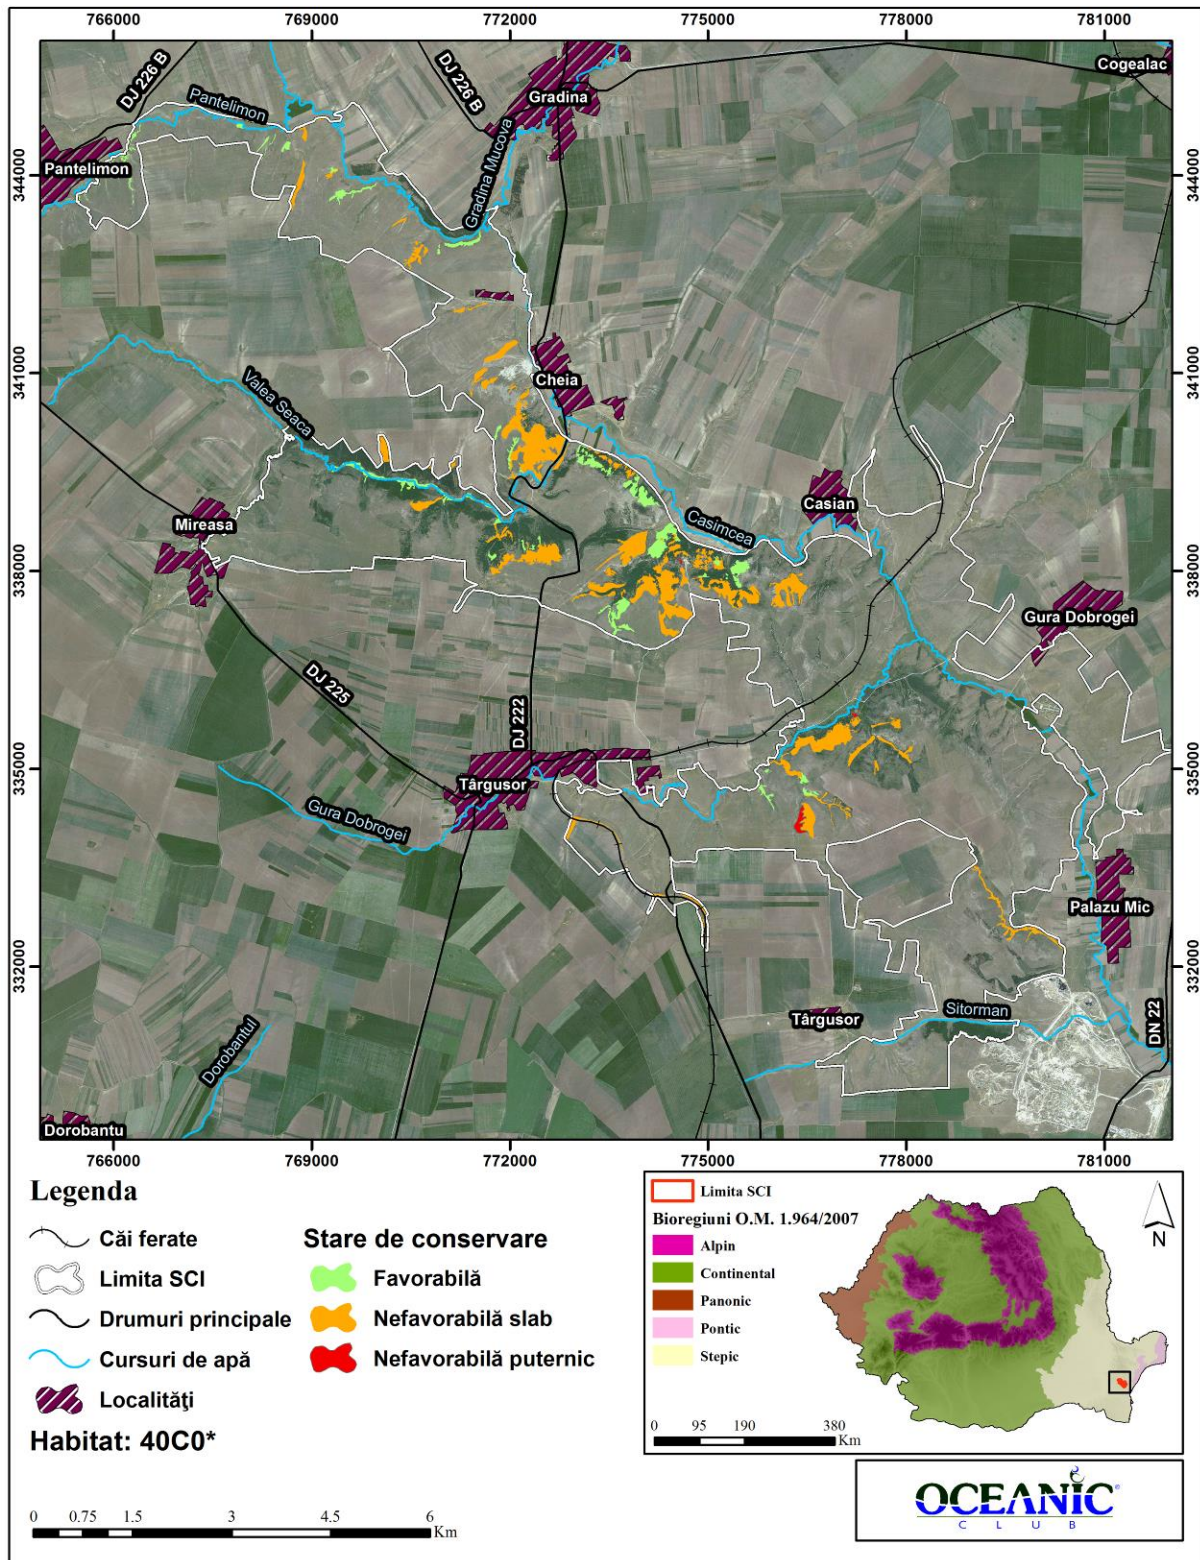 766000 769000 772000 775000 778000 781000
Cogealac
DJ 226 B
DJ 226 B
Pantelimon
Gradina
Gradina Mucova
Pantelimon
344000
344000
341000
341000
Cheia
Valea Seaca
Mireasa
Casian
Casimcea
338000
338000
Gura Dobrogei
DJ 225
DJ 222
335000
335000
Târgusor
Gura Dobrogei
Palazu Mic
332000
332000
Târgusor
Sitorman
DN 22
Dorobantul
Dorobantu
766000 769000 772000 775000 778000 781000
Legenda
Căi ferate
Limita SCI
Drumuri principale
Cursuri de apă
Localităţi
Habitat: 40C0*
Stare de conservare
Favorabilă
Nefavorabilă slab
Nefavorabilă puternic
0 0.75 1.5 3 4.5 6
Km
Limita SCI
Bioregiuni O.M. 1.964/2007
Alpin
Continental
Panonic
Pontic
Stepic
N
0 95 190 380
Km
OCEANIC
CLUB